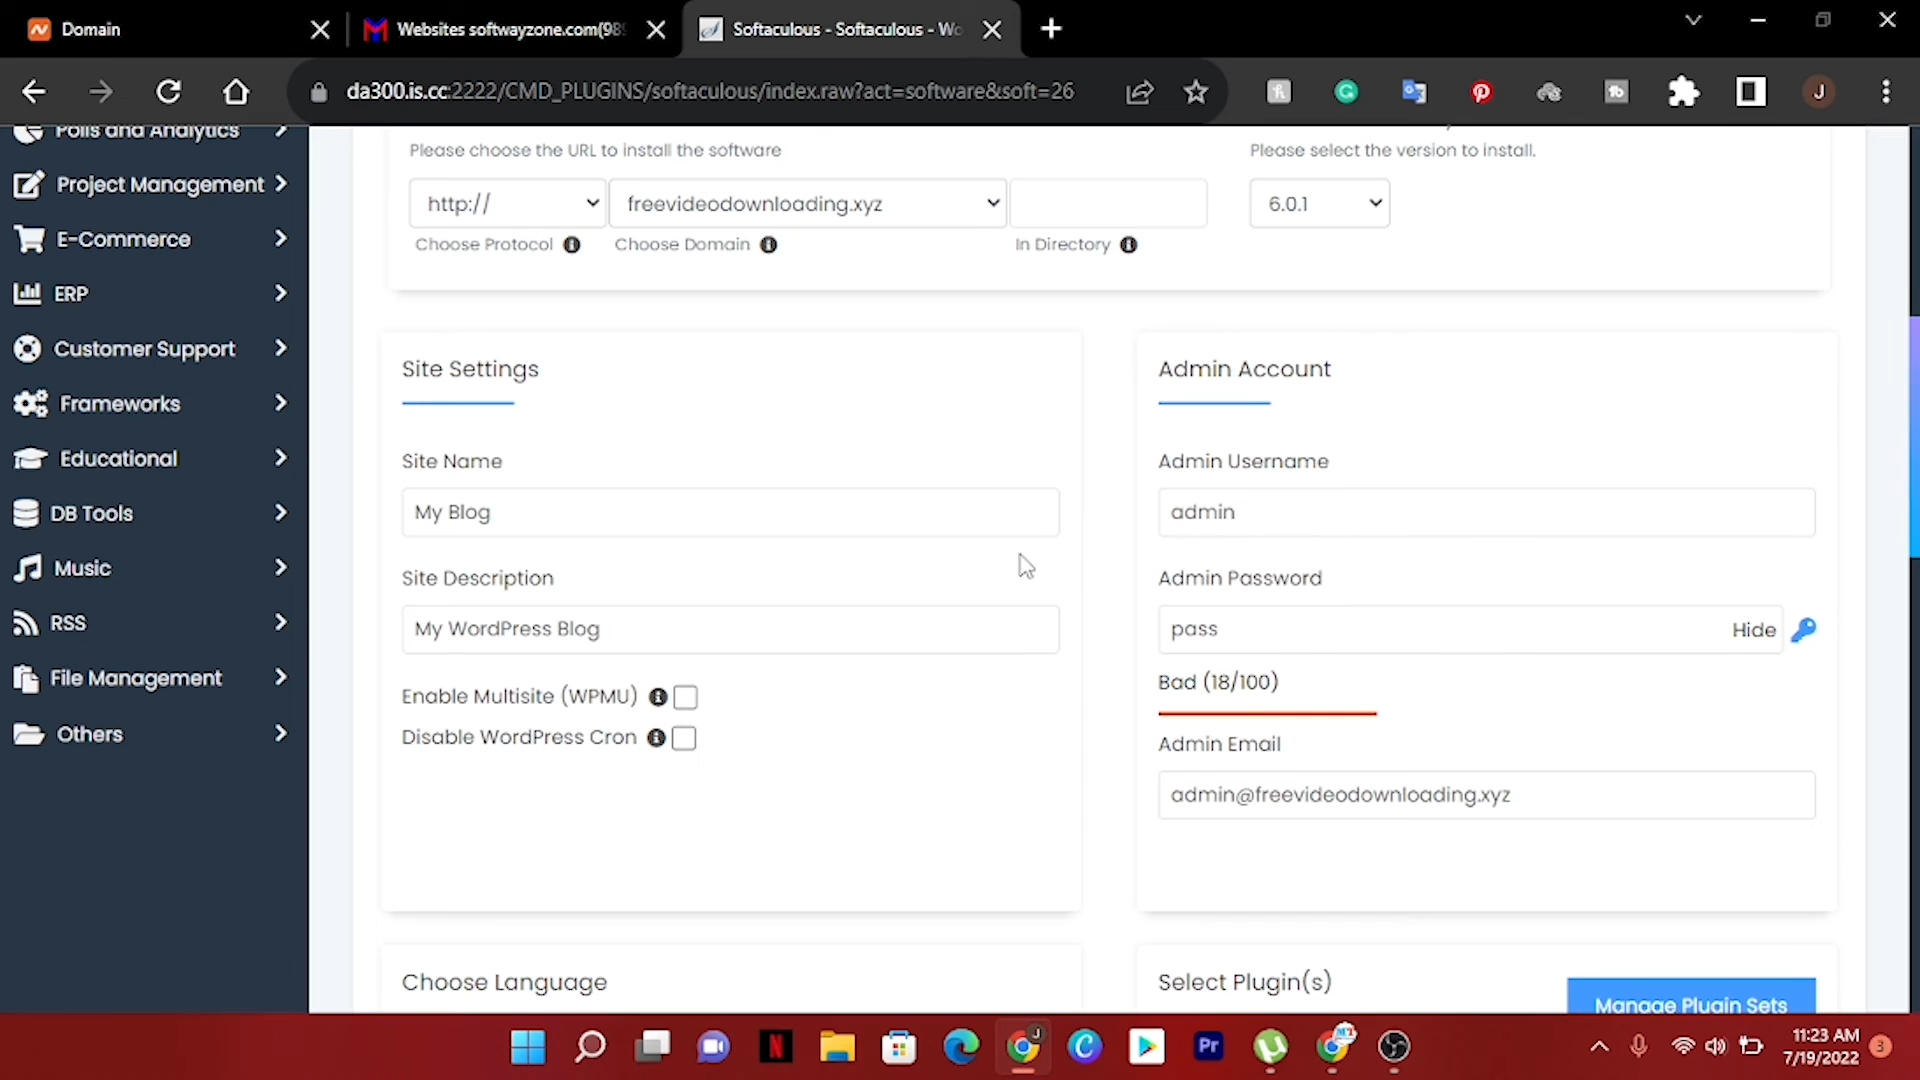 Domain
Websites softwayzone.com(989
Softaculous - Softaculous - Wo
da300.is.cc:2222/CMD_PLUGINS/softaculous/index.raw?act=software&soft=26
J
Polls and Analytics
Project Management
E-Commerce
ERP
Customer Support
Frameworks
Educational
DB Tools
Music
RSS
File Management
Others
Please choose the URL to install the software
Please select the version to install.
http://
freevideodownloading.xyz
6.0.1
Choose Protocol
Choose Domain
In Directory
Site Settings
Admin Account
Site Name
Admin Username
My Blog
admin
Site Description
Admin Password
My WordPress Blog
pass
Hide
Bad (18/100)
Enable Multisite (WPMU)
Disable WordPress Cron
Admin Email
admin@freevideodownloading.xyz
Choose Language
Select Plugin(s)
Manage Plugin Sets
Pr
11:23 AM
7/19/2022
3